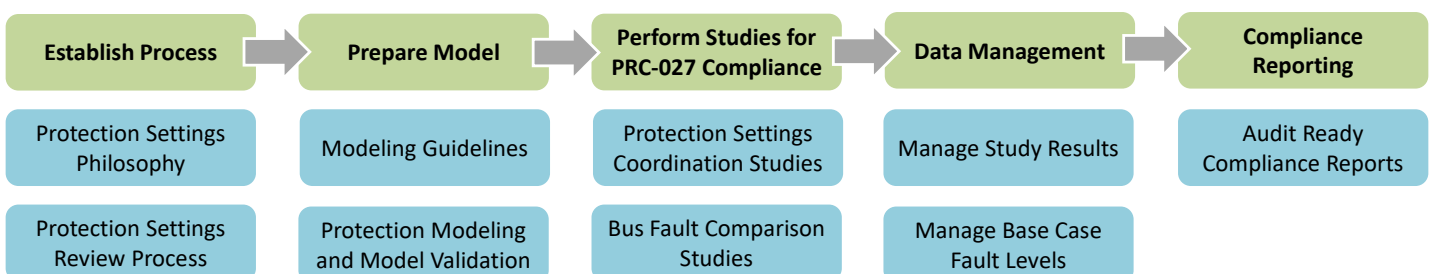 Establish Process
Prepare Model
Perform Studies for
PRC-027 Compliance
Data Management
Compliance
Reporting
Protection Settings
Philosophy
Modeling Guidelines
Protection Settings
Coordination Studies
Manage Study Results
Audit Ready
Compliance Reports
Protection Settings
Review Process
Protection Modeling
and Model Validation
Bus Fault Comparison
Studies
Manage Base Case
Fault Levels